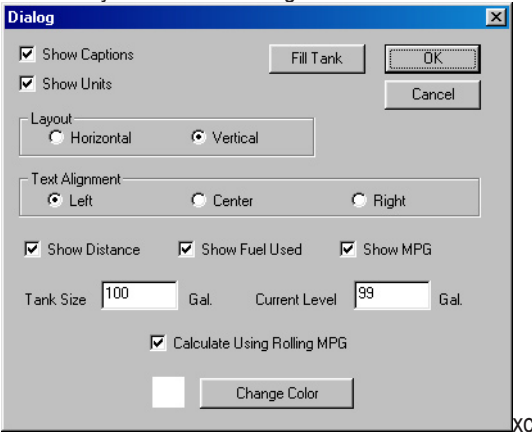 Dialog
Show Captions
Fill Tank
OK
Show Units
Cancel
Layout
Horizontal Vertical
Text Alignment
Left Center Right
Show Distance Show Fuel Used Show MPG
Tank Size 100 Gal. Current Level 99 Gal.
Calculate Using Rolling MPG
Change Color